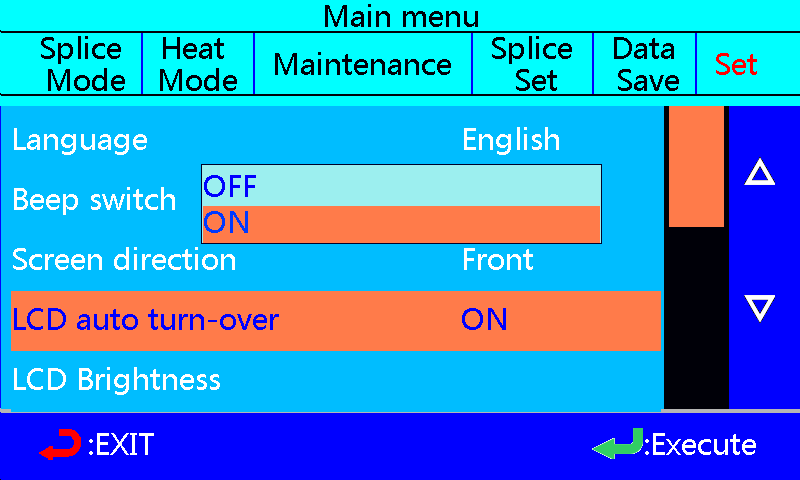 Main menu
Splice Mode
Heat Mode
Maintenance
Splice Set
Data Save
Set
Language English
Beep switch
OFF
ON
Screen direction Front
LCD auto turn-over ON
LCD Brightness
:EXIT
:Execute